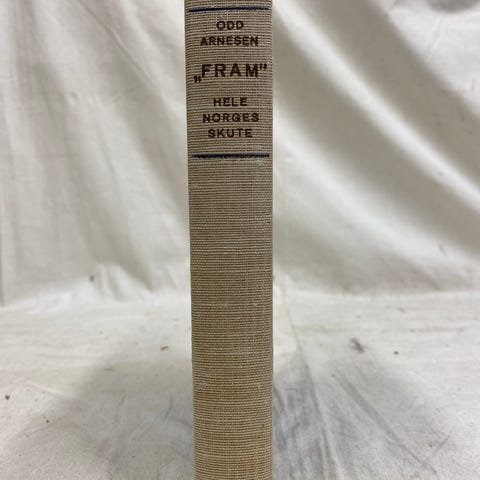 ODD
ARNESEN
„FRAM"
HELE
NORGES
SKUTE